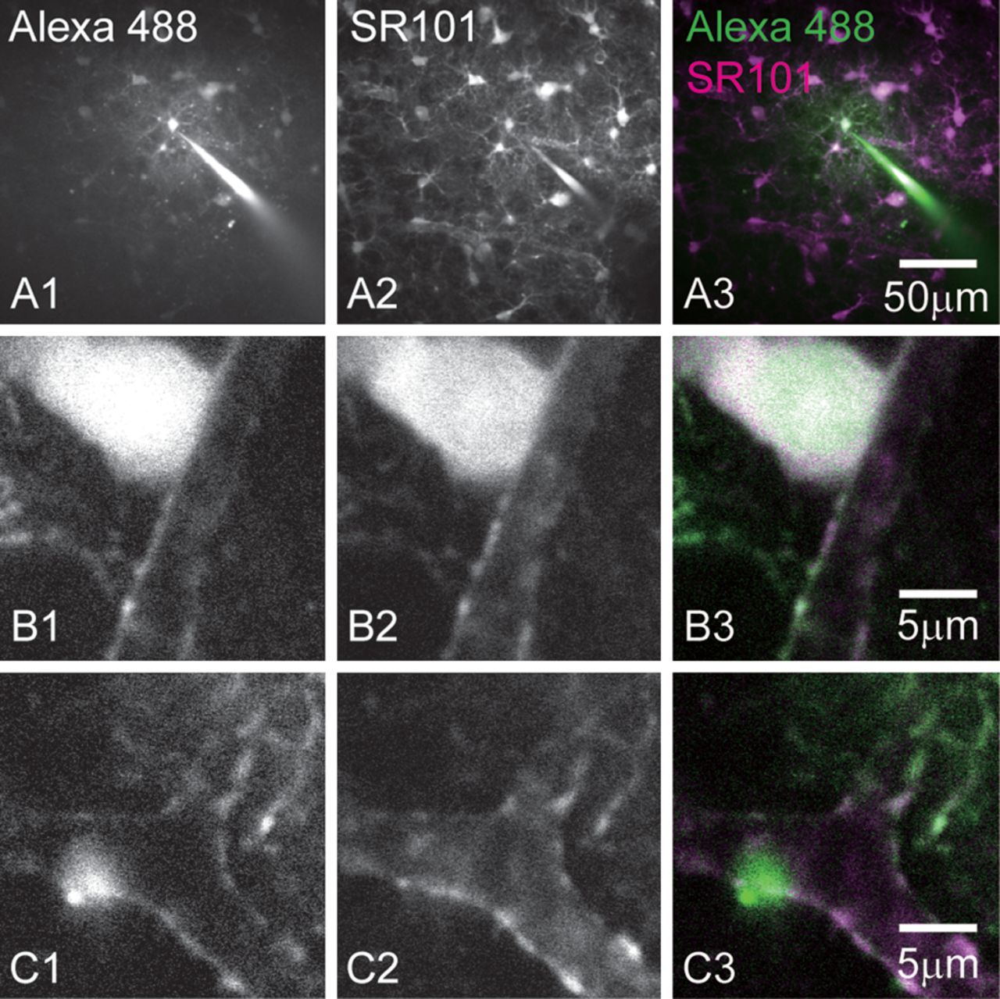 Alexa 488
SR101
Alexa 488
SR101
A1
A2
A3
50μm
B1
B2
B3
5μm
C1
C2
C3
5μm